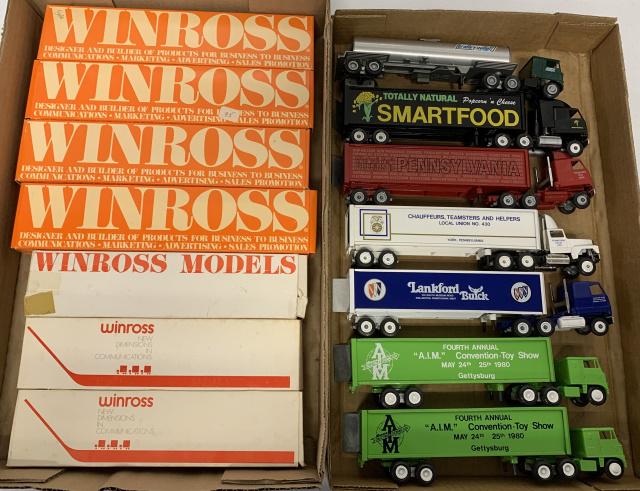 WINROSS
DESIGNER AND BUILDER OF PRODUCTS FOR BUSINESS TO BUSINESS
COMMUNICATIONS • MARKETING • ADVERTISING • SALES PROMOTION
WINROSS
DESIGNER AND BUILDER OF PRODUCTS FOR BUSINESS TO BUSINESS
COMMUNICATIONS • MARKETING • ADVERTISING • SALES PROMOTION
WINROSS
DESIGNER AND BUILDER OF PRODUCTS FOR BUSINESS TO BUSINESS
COMMUNICATIONS • MARKETING • ADVERTISING • SALES PROMOTION
WINROSS
DESIGNER AND BUILDER OF PRODUCTS FOR BUSINESS TO BUSINESS
COMMUNICATIONS • MARKETING • ADVERTISING • SALES PROMOTION
WINROSS MODELS
winross
NEW
DIMENSIONS
IN
COMMUNICATIONS
winross
NEW
DIMENSIONS
IN
COMMUNICATIONS
TOTALLY NATURAL Popcorn 'n Cheese
SMARTFOOD
PENNSYLVANIA
CHAUFFEURS, TEAMSTERS AND HELPERS
LOCAL UNION NO. 430
YORK, PENNSYLVANIA
Lankford Buick
FOURTH ANNUAL
"A.I.M." Convention-Toy Show
MAY 24th 25th 1980
Gettysburg
AIM
FOURTH ANNUAL
"A.I.M." Convention-Toy Show
MAY 24th 25th 1980
Gettysburg
AIM